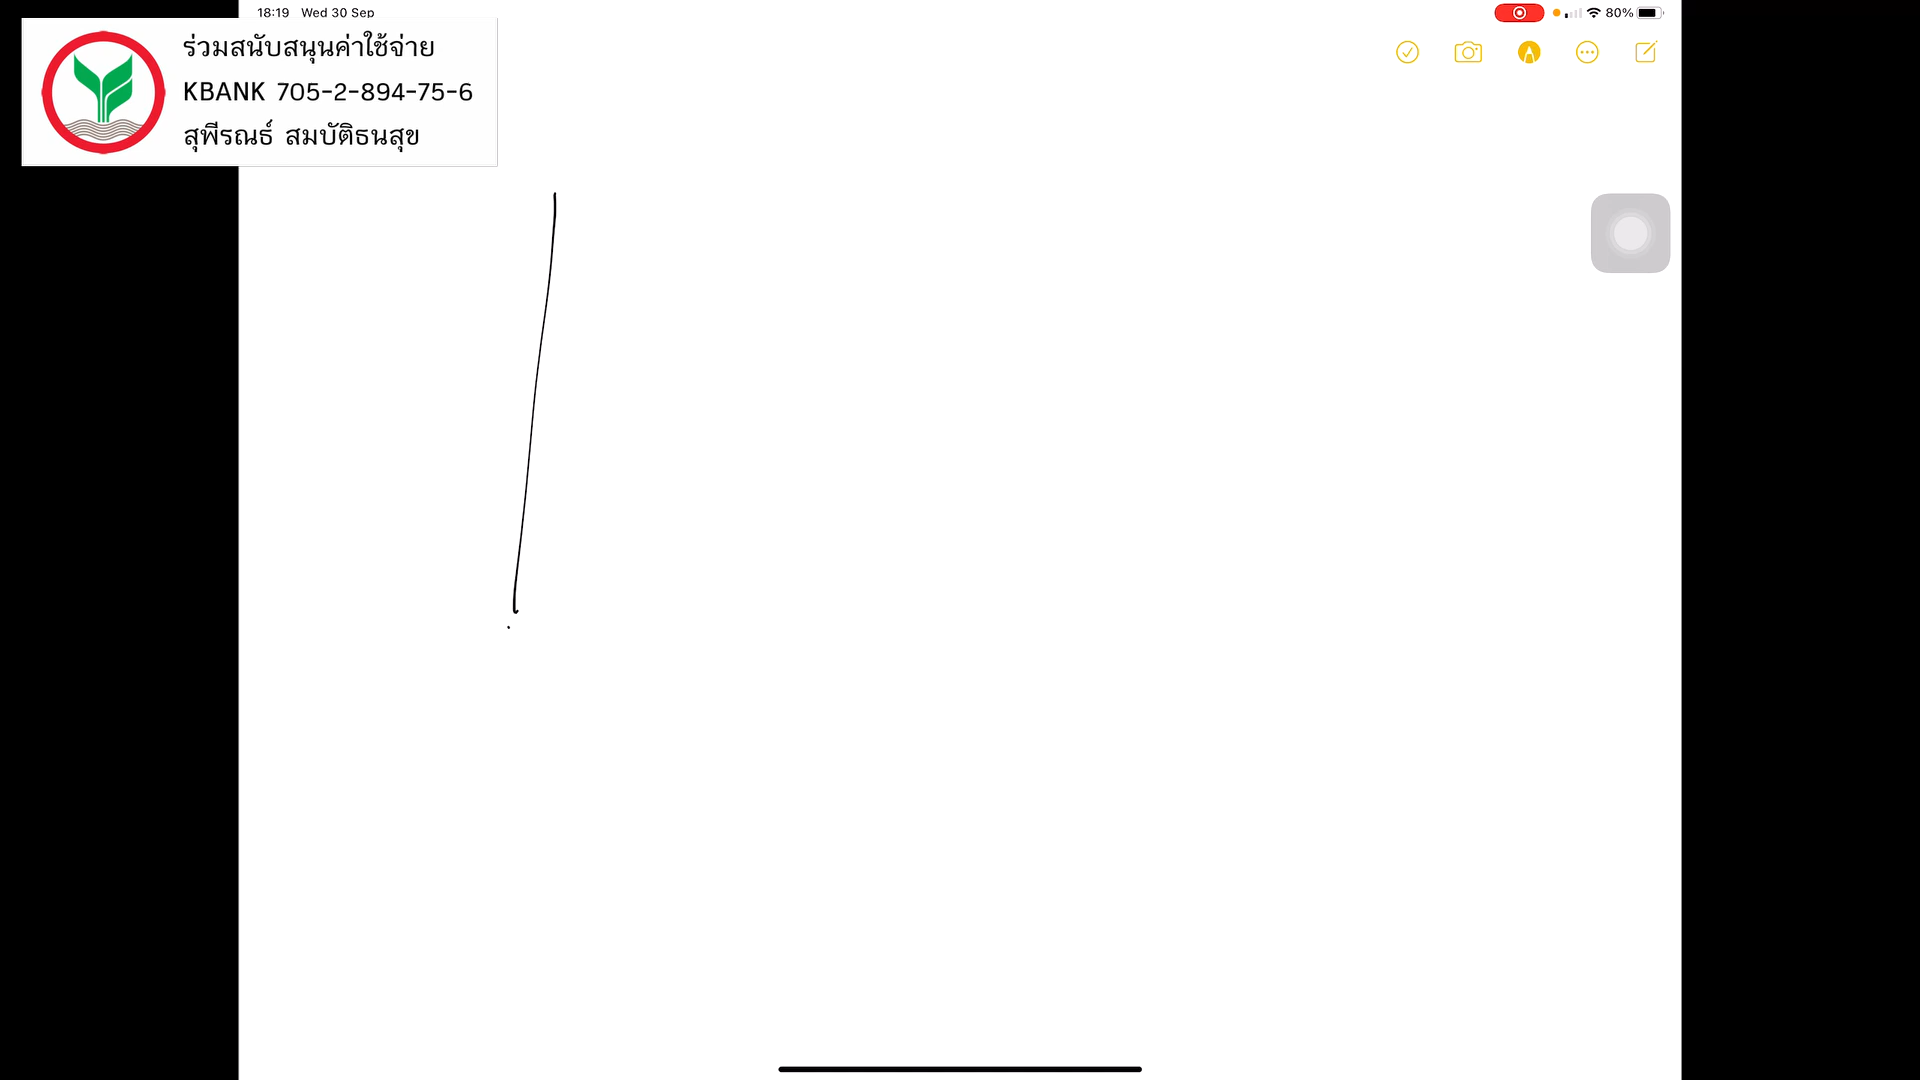 18:19 Wed 30 Sep
80%
ร่วมสนับสนุนค่าใช้จ่าย
KBANK 705-2-894-75-6
สุพีรณธ์ สมบัติธนสุข